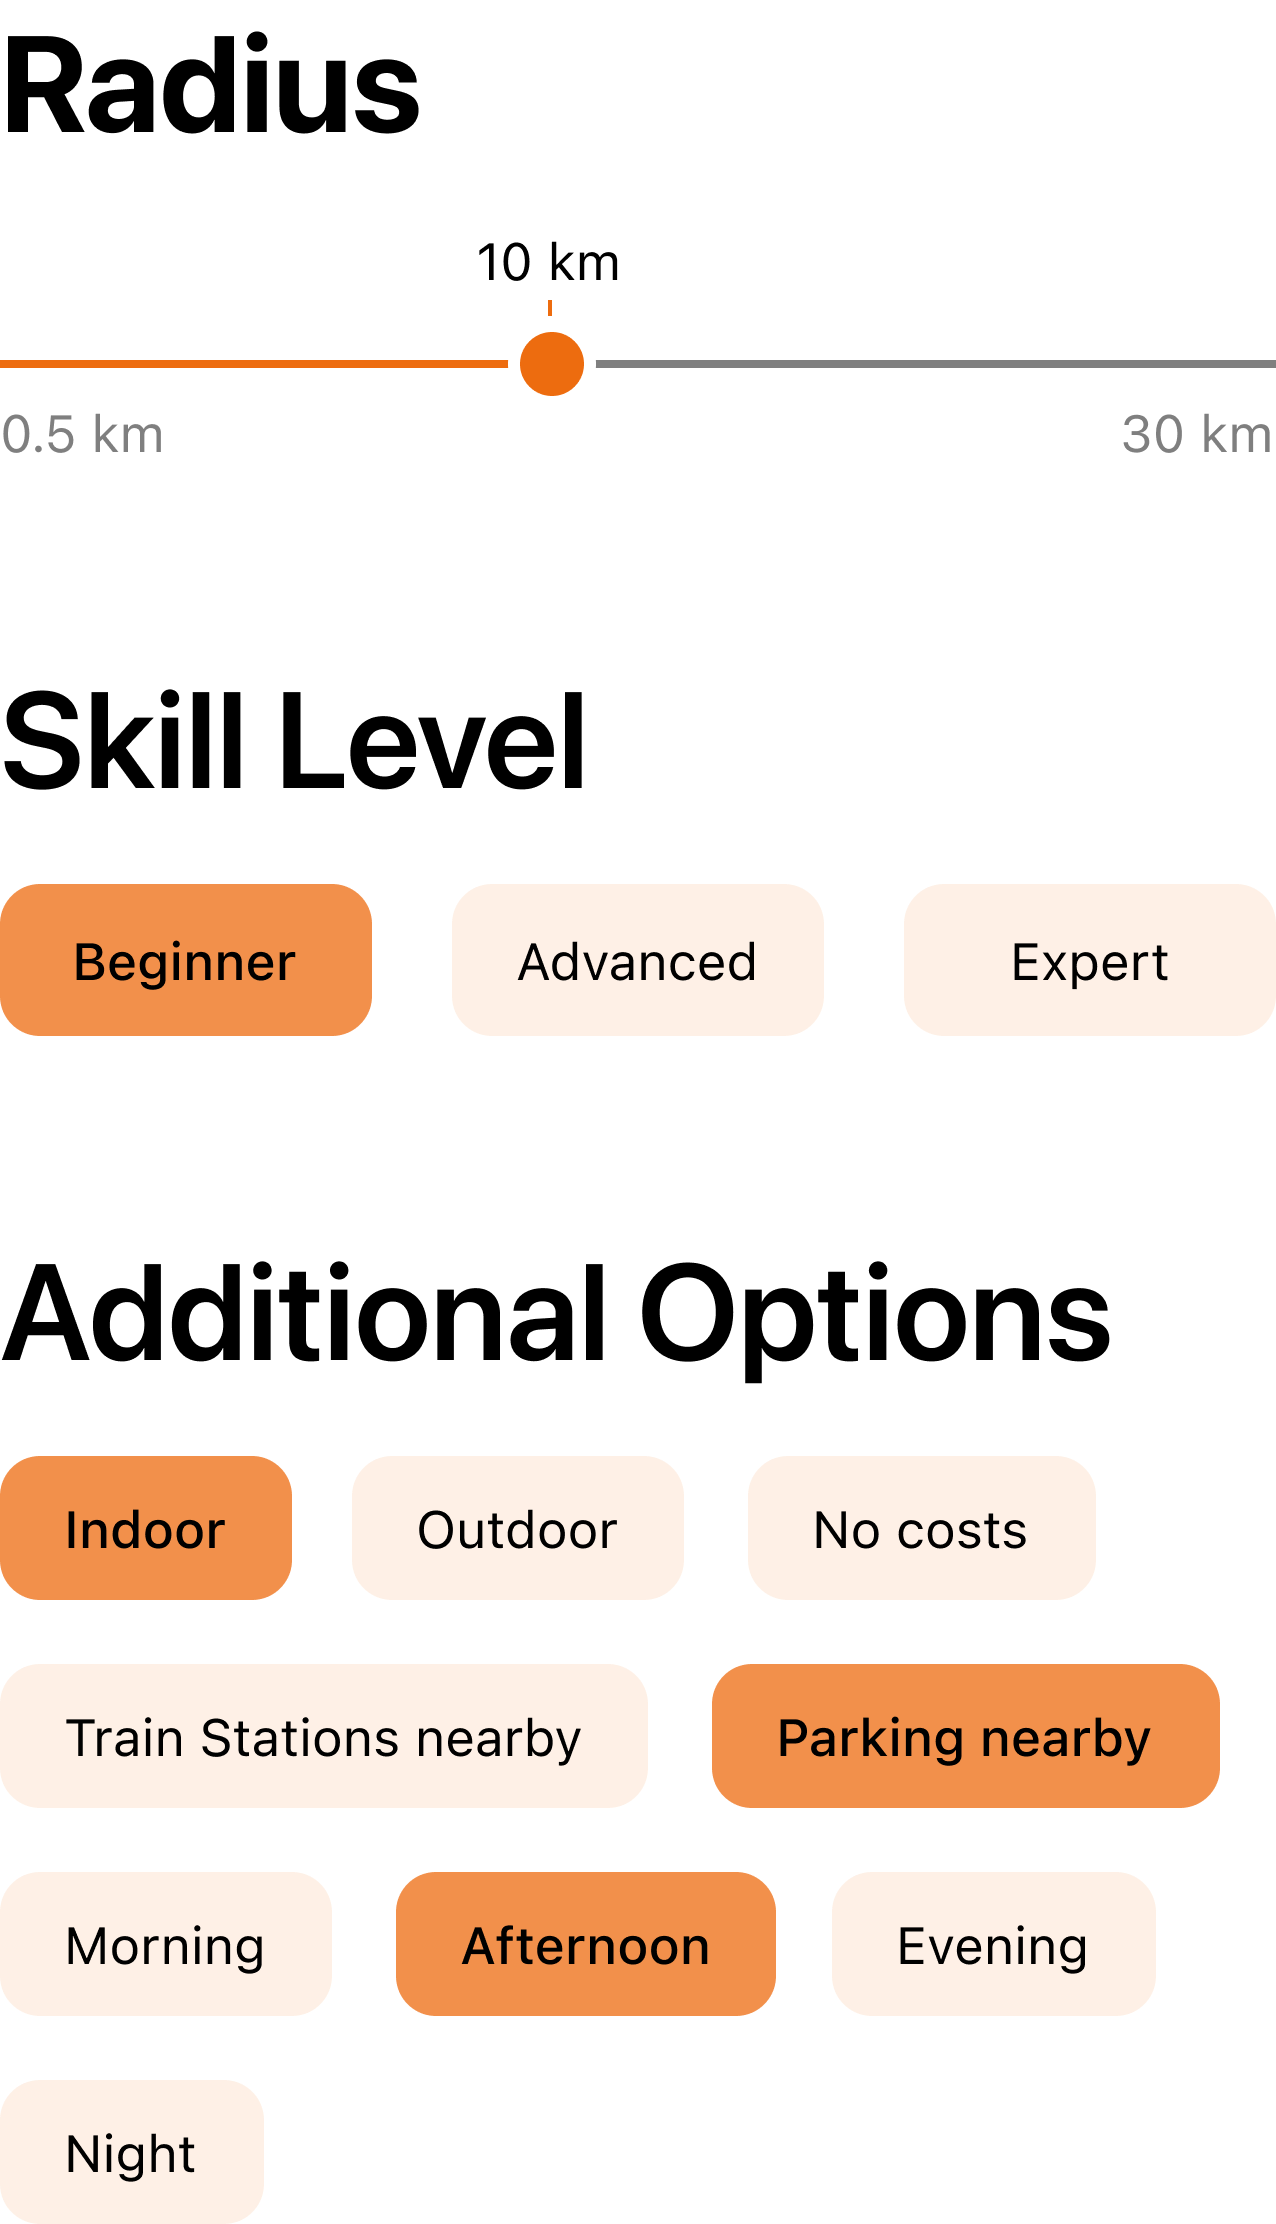 Radius
10 km
0.5 km 30 km
Skill Level
Beginner Advanced Expert
Additional Options
Indoor Outdoor No costs
Train Stations nearby Parking nearby
Morning Afternoon Evening
Night